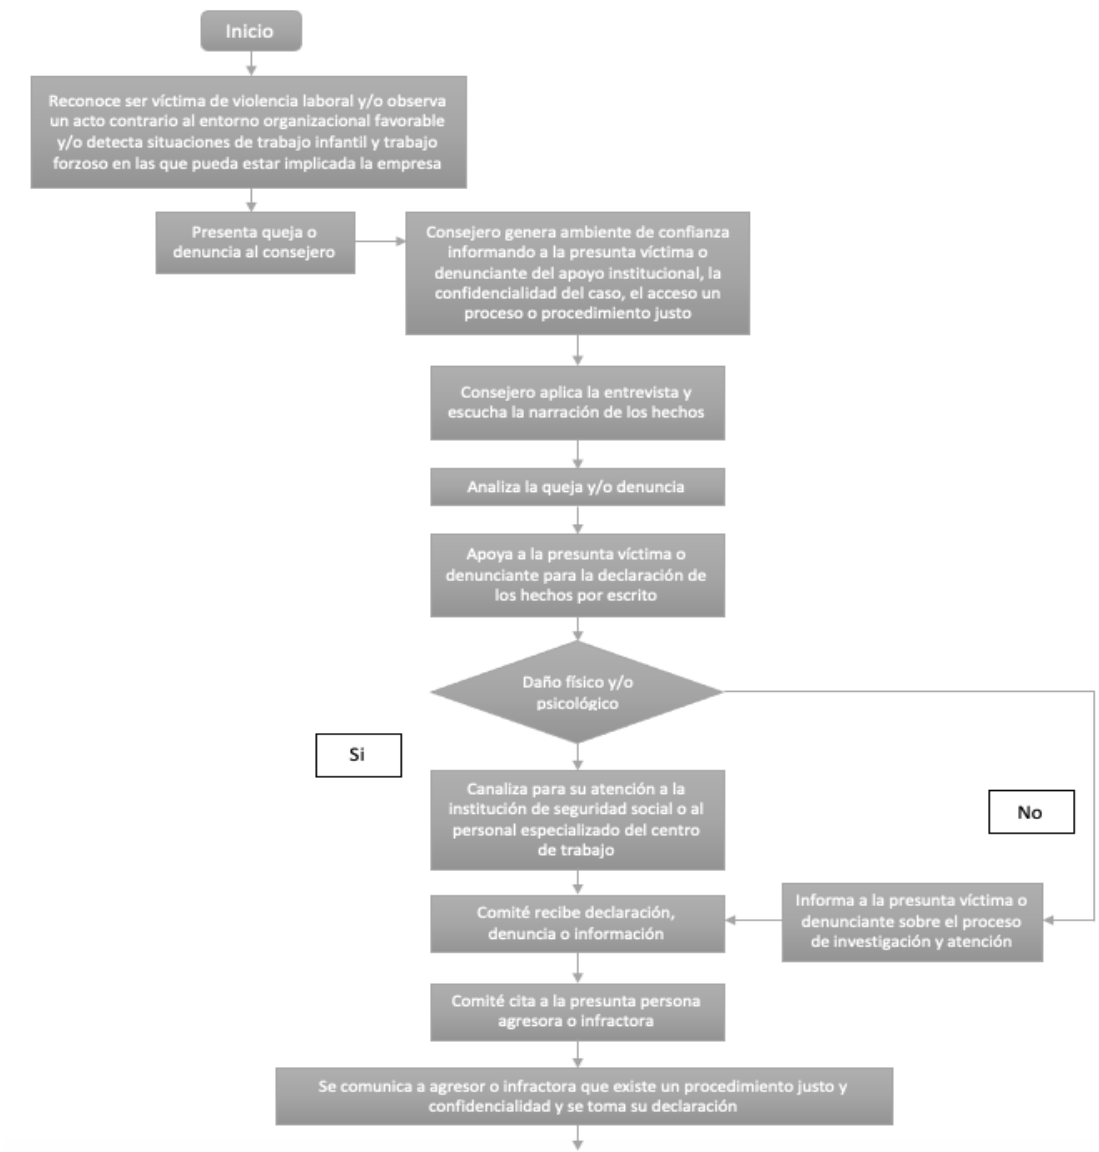 Inicio
Reconoce ser víctima de violencia laboral y/o observa
un acto contrario al entorno organizacional favorable
y/o detecta situaciones de trabajo infantil y trabajo
forzoso en las que pueda estar implicada la empresa
Presenta queja o
denuncia al consejero
Consejero genera ambiente de confianza
informando a la presunta víctima o
denunciante del apoyo institucional, la
confidencialidad del caso, el acceso un
proceso o procedimiento justo
Consejero aplica la entrevista y
escucha la narración de los hechos
Analiza la queja y/o denuncia
Apoya a la presunta víctima o
denunciante para la declaración de
los hechos por escrito
Daño físico y/o
psicológico
Si
Canaliza para su atención a la
institución de seguridad social o al
personal especializado del centro
de trabajo
No
Informa a la presunta víctima o
denunciante sobre el proceso
de investigación y atención
Comité recibe declaración,
denuncia o información
Comité cita a la presunta persona
agresora o infractora
Se comunica a agresor o infractora que existe un procedimiento justo y
confidencialidad y se toma su declaración